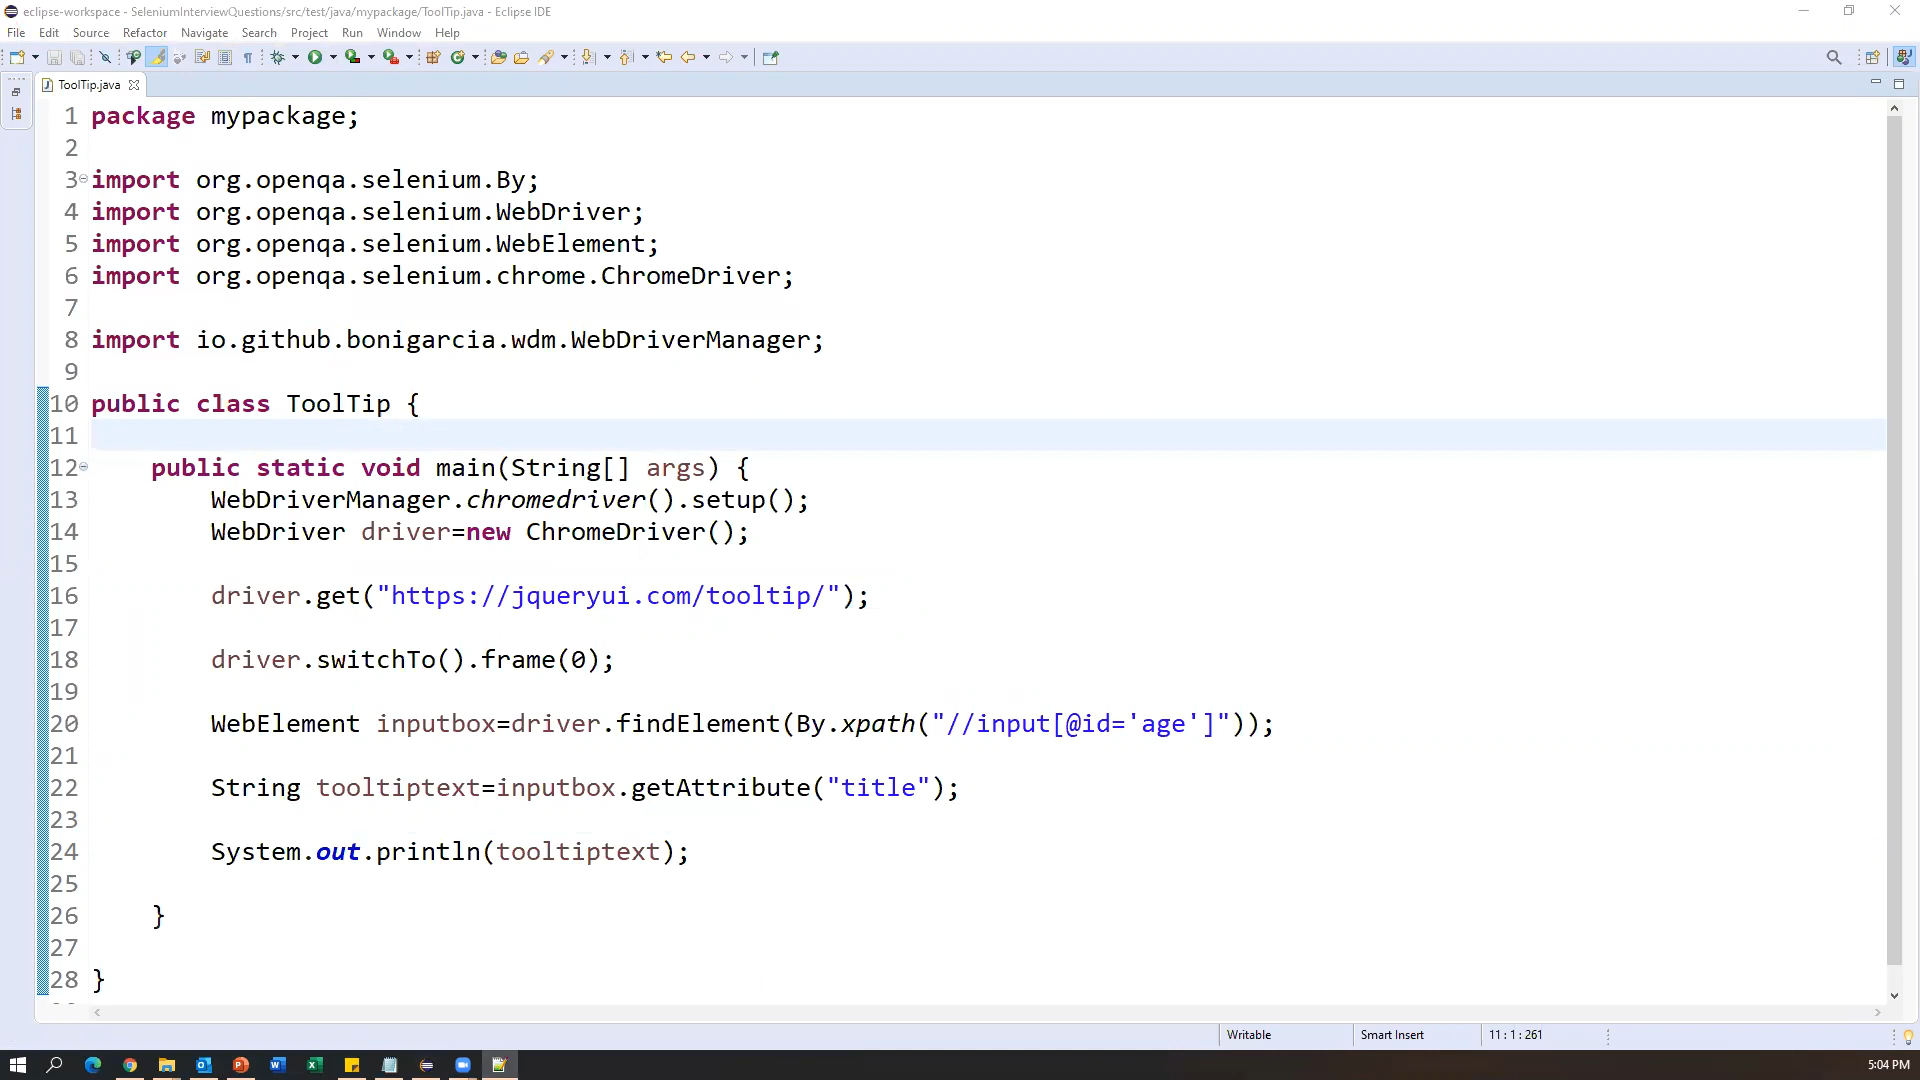 eclipse-workspace - SeleniumInterviewQuestions/src/test/java/mypackage/ToolTip.java - Eclipse IDE
File Edit Source Refactor Navigate Search Project Run Window Help
ToolTip.java
1 package mypackage;
2
3 import org.openqa.selenium.By;
4 import org.openqa.selenium.WebDriver;
5 import org.openqa.selenium.WebElement;
6 import org.openqa.selenium.chrome.ChromeDriver;
7
8 import io.github.bonigarcia.wdm.WebDriverManager;
9
10 public class ToolTip {
11
12 public static void main(String[] args) {
13 WebDriverManager.chromedriver().setup();
14 WebDriver driver=new ChromeDriver();
15
16 driver.get("https://jqueryui.com/tooltip/");
17
18 driver.switchTo().frame(0);
19
20 WebElement inputbox=driver.findElement(By.xpath("//input[@id='age']"));
21
22 String tooltiptext=inputbox.getAttribute("title");
23
24 System.out.println(tooltiptext);
25
26 }
27
28 }
Writable Smart Insert 11 : 1 : 261
5:04 PM